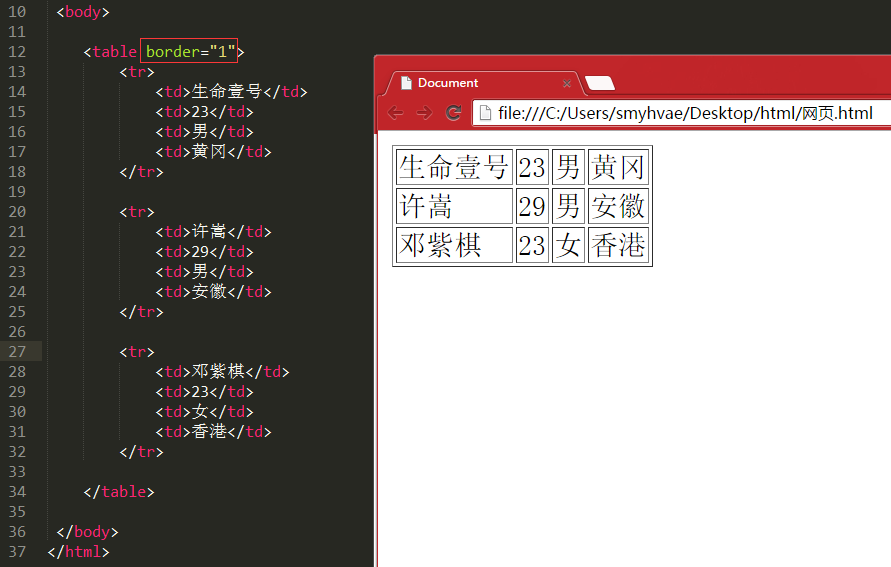 10 <body>
11
12 <table border="1">
13 <tr>
14 <td>生命壹号</td>
15 <td>23</td>
16 <td>男</td>
17 <td>黄冈</td>
18 </tr>
19
20 <tr>
21 <td>许嵩</td>
22 <td>29</td>
23 <td>男</td>
24 <td>安徽</td>
25 </tr>
26
27 <tr>
28 <td>邓紫棋</td>
29 <td>23</td>
30 <td>女</td>
31 <td>香港</td>
32 </tr>
33
34 </table>
35
36 </body>
37 </html>
Document
file:///C:/Users/smyhvae/Desktop/html/网页.html
生命壹号 23 男 黄冈
许嵩 29 男 安徽
邓紫棋 23 女 香港